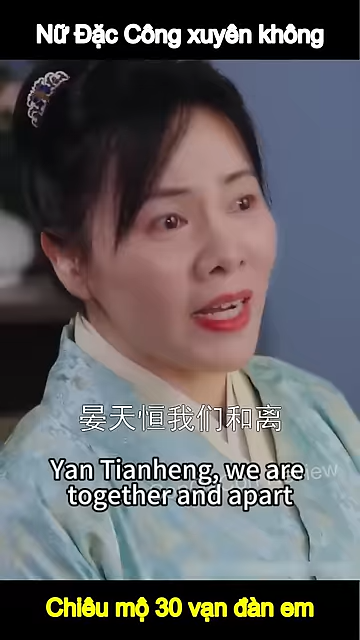 Nữ Đặc Công xuyên không
晏天恒我们和离
Yan Tianheng, we are
together and apart
Chiêu mộ 30 vạn đàn em